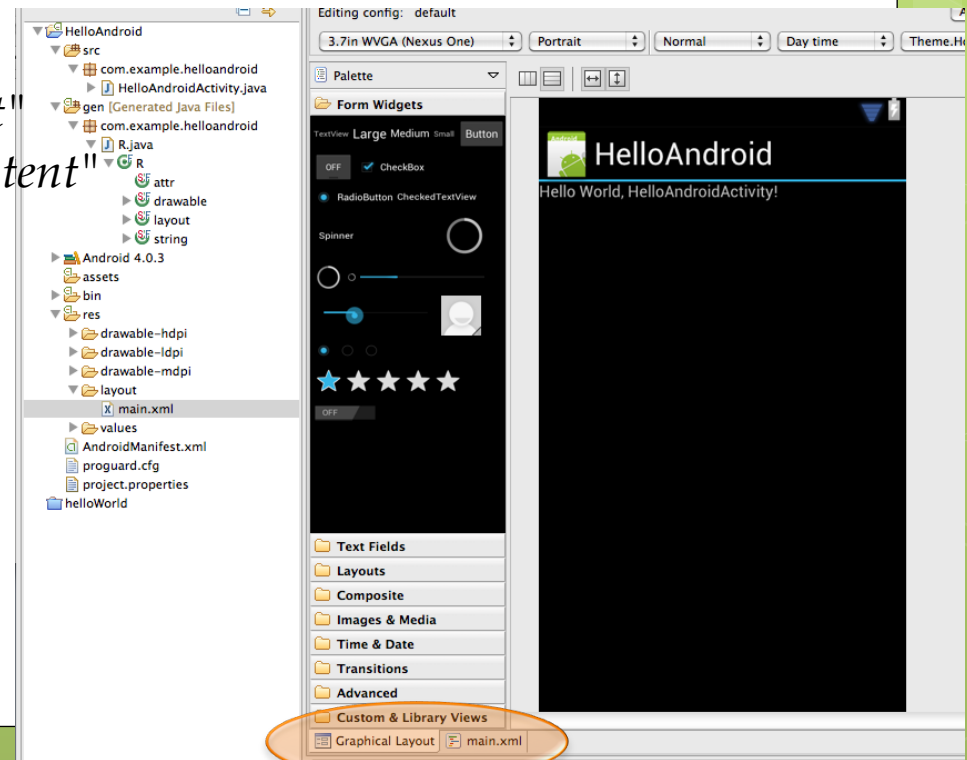 t"
tent"
HelloAndroid
src
com.example.helloandroid
HelloAndroidActivity.java
gen [Generated Java Files]
com.example.helloandroid
R.java
R
attr
drawable
layout
string
Android 4.0.3
assets
bin
res
drawable-hdpi
drawable-ldpi
drawable-mdpi
layout
main.xml
values
AndroidManifest.xml
proguard.cfg
project.properties
helloWorld
Editing config: default
3.7in WVGA (Nexus One) Portrait Normal Day time Theme.Ho
Palette
Form Widgets
TextView Large Medium Small Button
OFF CheckBox
RadioButton CheckedTextView
Spinner
OFF
Text Fields
Layouts
Composite
Images & Media
Time & Date
Transitions
Advanced
Custom & Library Views
Graphical Layout main.xml
Android
HelloAndroid
Hello World, HelloAndroidActivity!